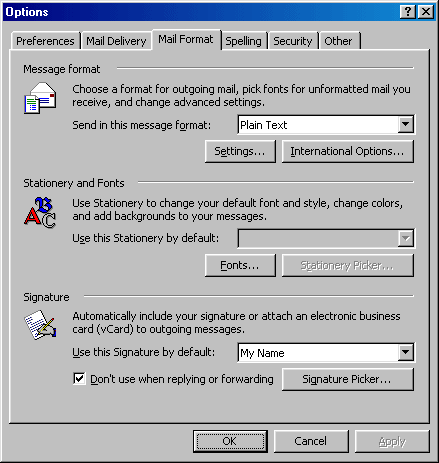 Options
Preferences Mail Delivery Mail Format Spelling Security Other
Message format
Choose a format for outgoing mail, pick fonts for unformatted mail you
receive, and change advanced settings.
Send in this message format: Plain Text
Settings... International Options...
Stationery and Fonts
Use Stationery to change your default font and style, change colors,
and add backgrounds to your messages.
Use this Stationery by default:
Fonts... Stationery Picker...
Signature
Automatically include your signature or attach an electronic business
card (vCard) to outgoing messages.
Use this Signature by default: My Name
Don't use when replying or forwarding Signature Picker...
OK Cancel Apply